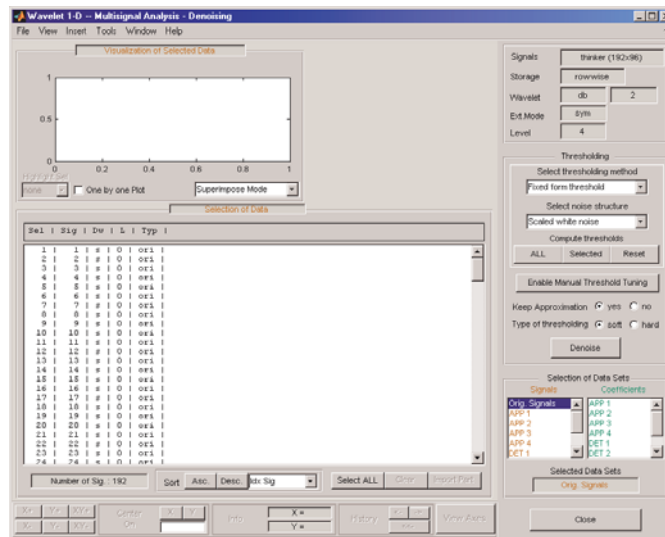 Wavelet 1-D -- Multisignal Analysis - Denoising
File View Insert Tools Window Help
Visualization of Selected Data
1
0.5
0
0 0.2 0.4 0.6 0.8 1
Highlight Sel
none One by one Plot Superimpose Mode
Selection of Data
Sel | Sig | Dw | L | Typ |
1 | 1 | s | 0 | ori |
2 | 2 | s | 0 | ori |
3 | 3 | s | 0 | ori |
4 | 4 | s | 0 | ori |
5 | 5 | s | 0 | ori |
6 | 6 | s | 0 | ori |
7 | 7 | s | 0 | ori |
8 | 8 | s | 0 | ori |
9 | 9 | s | 0 | ori |
10 | 10 | s | 0 | ori |
11 | 11 | s | 0 | ori |
12 | 12 | s | 0 | ori |
13 | 13 | s | 0 | ori |
14 | 14 | s | 0 | ori |
15 | 15 | s | 0 | ori |
16 | 16 | s | 0 | ori |
17 | 17 | s | 0 | ori |
18 | 18 | s | 0 | ori |
19 | 19 | s | 0 | ori |
20 | 20 | s | 0 | ori |
21 | 21 | s | 0 | ori |
22 | 22 | s | 0 | ori |
23 | 23 | s | 0 | ori |
24 | 24 | s | 0 | ori |
Number of Sig. : 192 Sort Asc. Desc. Idx Sig Select ALL Clear Import Part
X+ Y+ XY+
X- Y- XY-
Center On X Y
Info X = Y =
History
View Axes
Signals thinker (192x96)
Storage rowwise
Wavelet db 2
Ext.Mode sym
Level 4
Thresholding
Select thresholding method
Fixed form threshold
Select noise structure
Scaled white noise
Compute thresholds
ALL Selected Reset
Enable Manual Threshold Tuning
Keep Approximation yes no
Type of thresholding soft hard
Denoise
Selection of Data Sets
Signals Coefficients
Orig. Signals APP 1
APP 1 APP 2
APP 2 APP 3
APP 3 APP 4
APP 4 DET 1
DET 1 DET 2
Selected Data Sets
Orig. Signals
Close